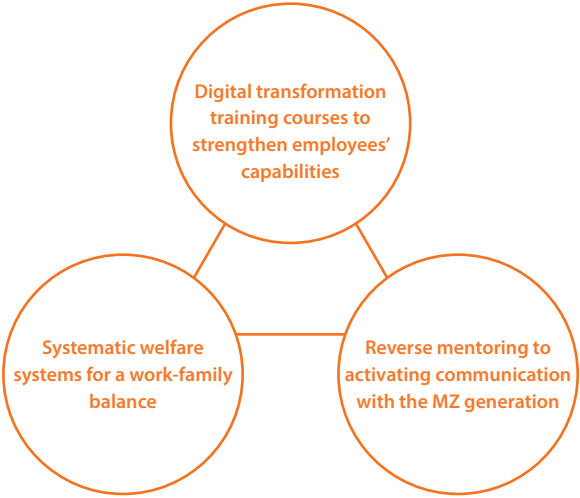 Digital transformation
training courses to
strengthen employees’
capabilities
Systematic welfare
systems for a work-family
balance
Reverse mentoring to
activating communication
with the MZ generation